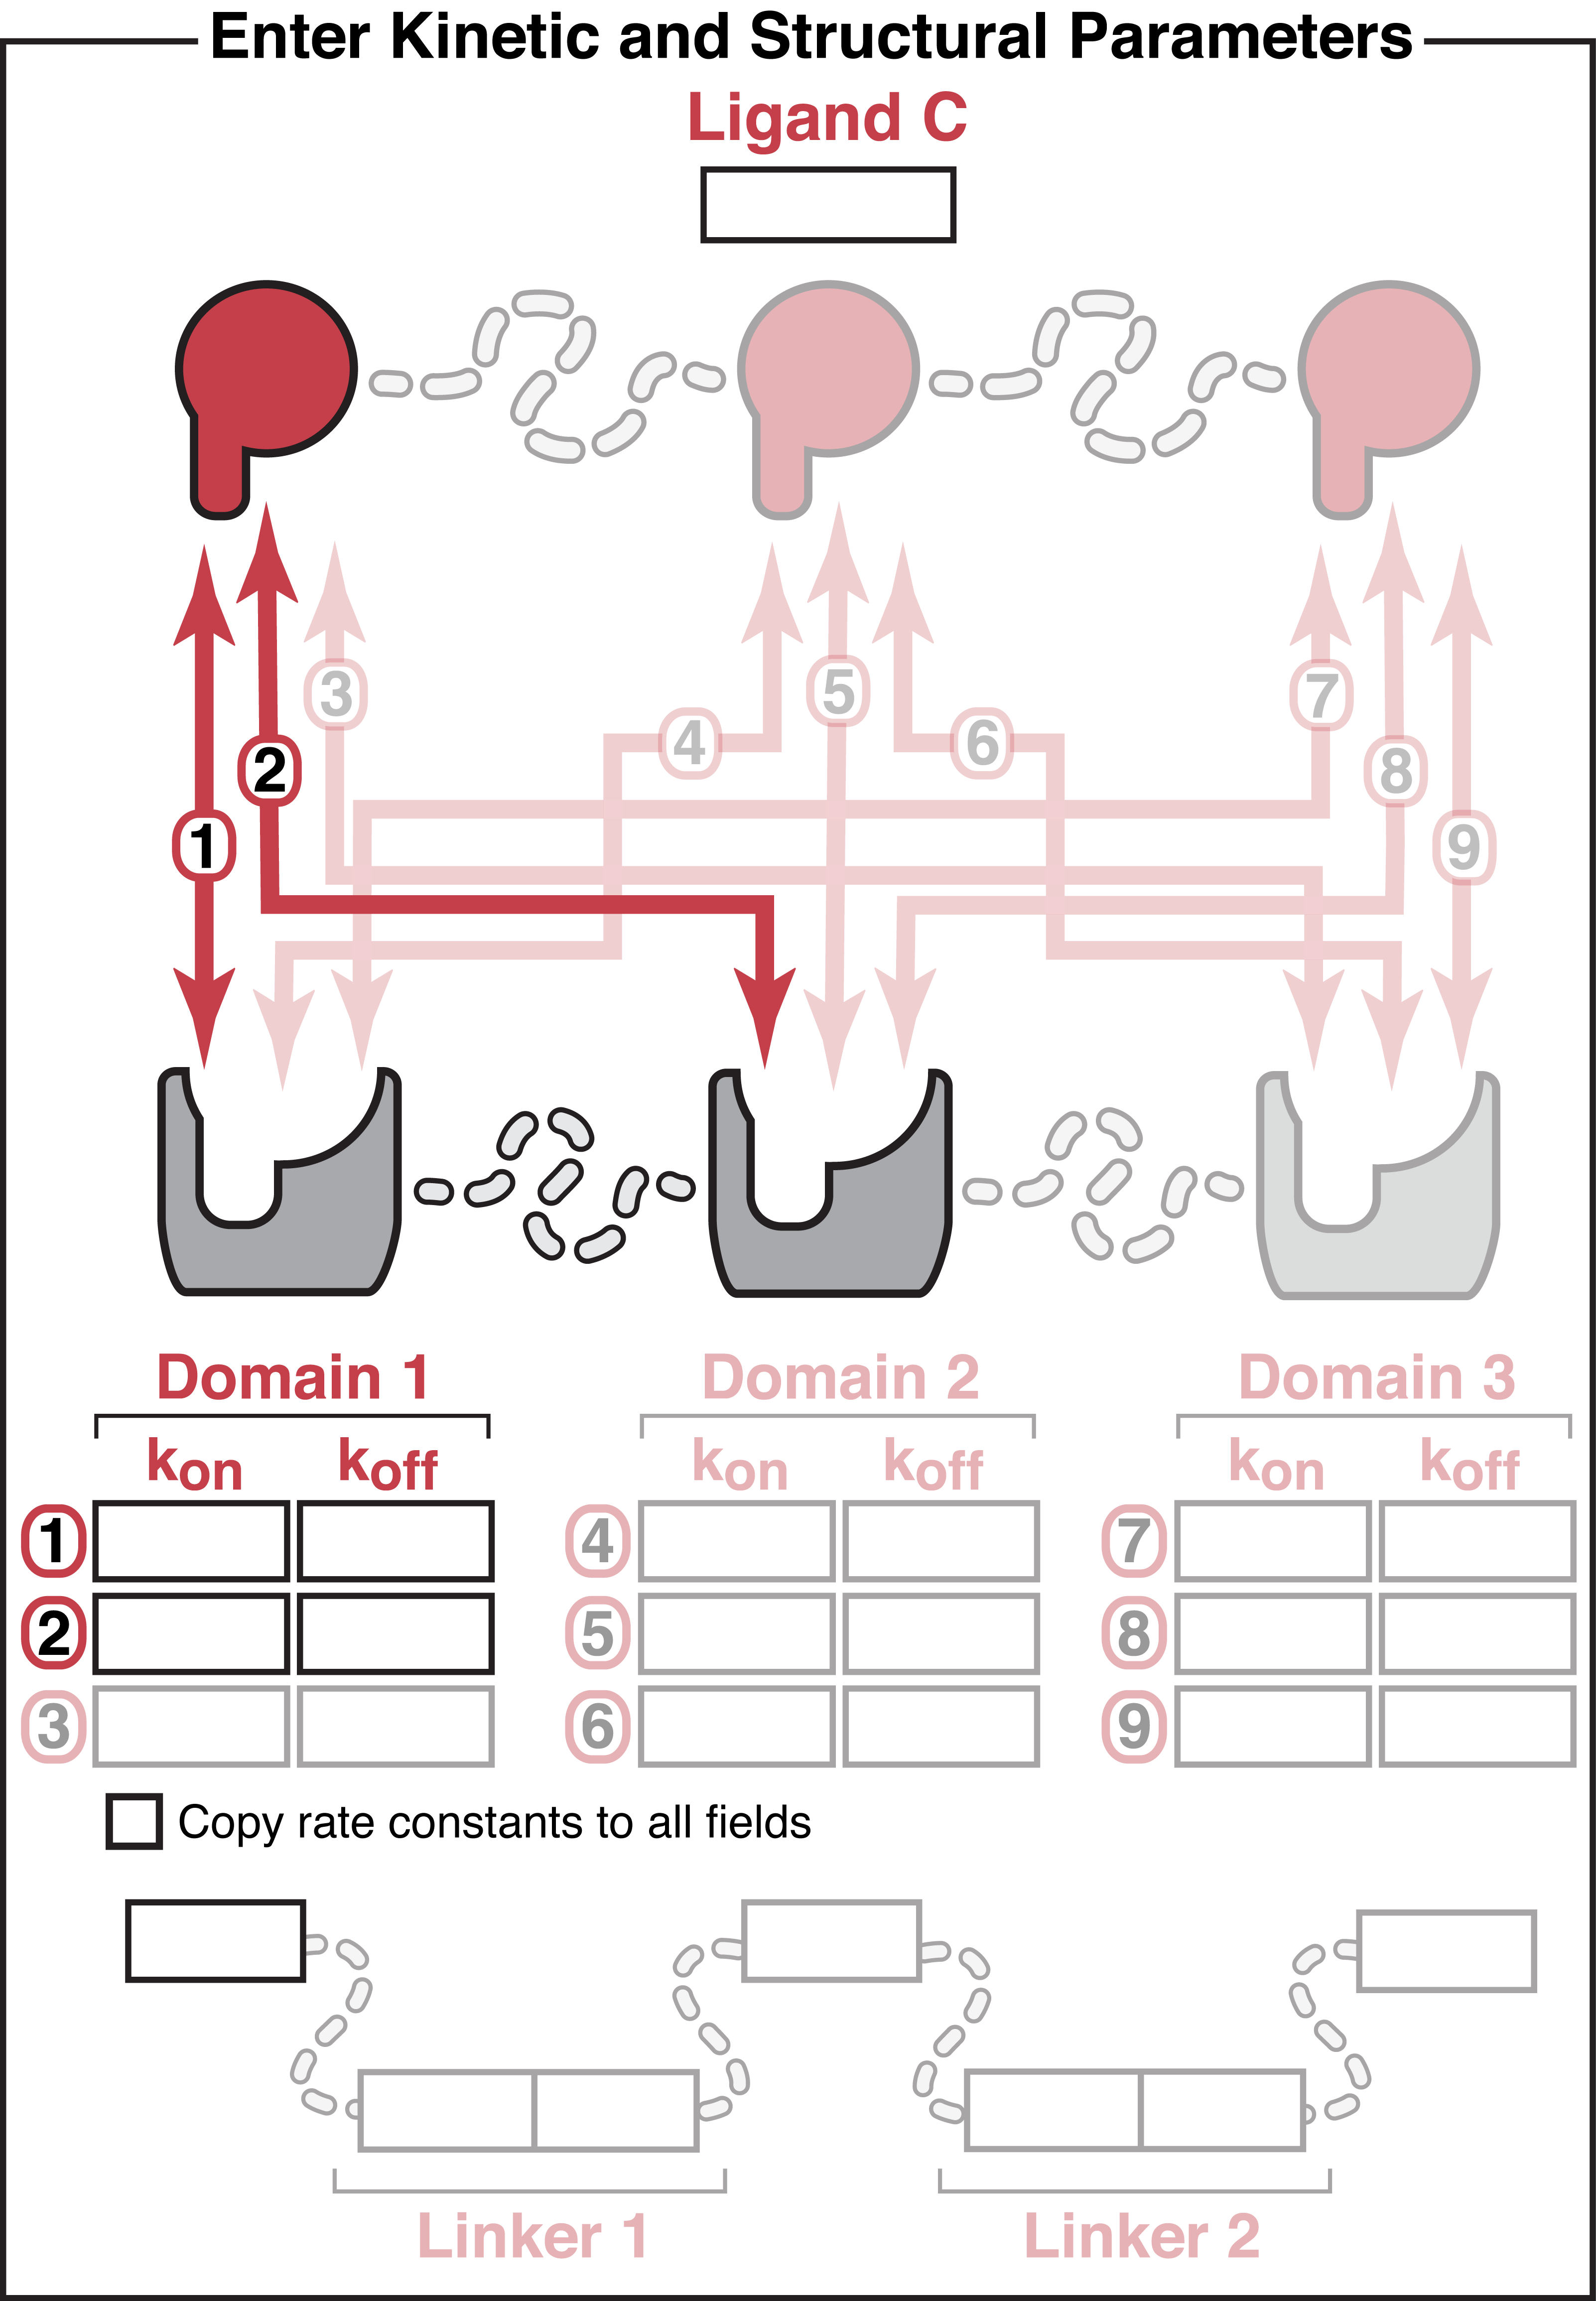 Enter Kinetic and Structural Parameters
Ligand C
3
5
7
4
6
2
8
1
9
Domain 1
Domain 2
Domain 3
kon koff
kon koff
kon koff
1
4
7
2
5
8
3
6
9
Copy rate constants to all fields
Linker 1
Linker 2